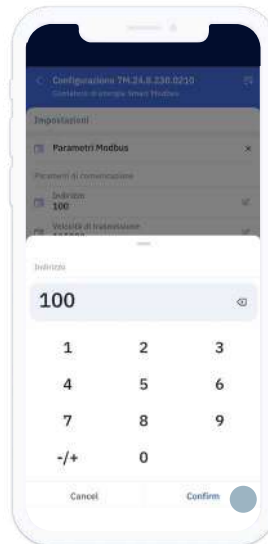 Configurazione 7M.24.8.230.0210
Contatore di energia Smart Modbus
Impostazioni
Parametri Modbus
Parametri di comunicazione
Indirizzo
100
Velocità di trasmissione
Indirizzo
100
1 2 3
4 5 6
7 8 9
-/+ 0
Cancel Confirm